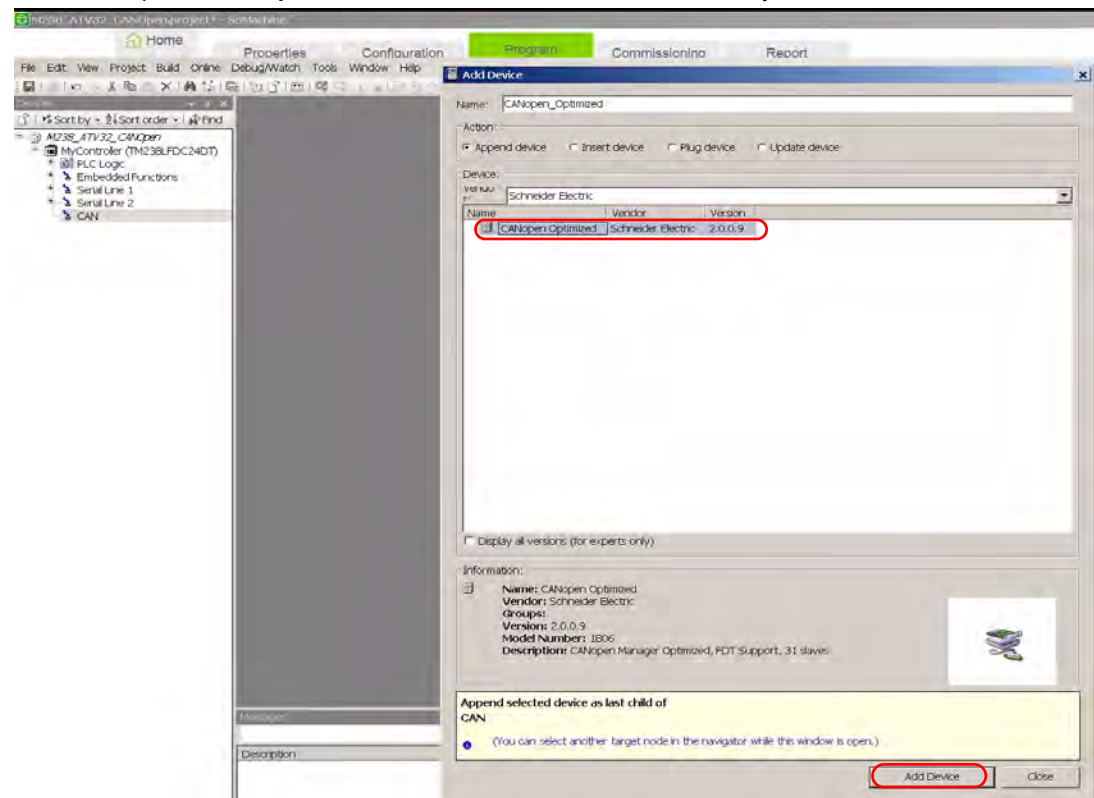 M238_ATV32_CANOpen.project* - SoMachine
Home
Properties
Configuration
Program
Commissioning
Report
File Edit View Project Build Online Debug/Watch Tools Window Help
Sort by
Sort order
Find
M238_ATV32_CANOpen
MyController (TM238LFDC24DT)
PLC Logic
Embedded Functions
Serial Line 1
Serial Line 2
CAN
Messages
Description
Add Device
Name: CANopen_Optimized
Action:
Append device Insert device Plug device Update device
Device:
Schneider Electric
Name Vendor Version
CANopen Optimized Schneider Electric 2.0.0.9
Display all versions (for experts only)
Information:
Name: CANopen Optimized
Vendor: Schneider Electric
Groups:
Version: 2.0.0.9
Model Number: 1806
Description: CANopen Manager Optimized, FDT Support, 31 slaves
Append selected device as last child of
CAN
(You can select another target node in the navigator while this window is open.)
Add Device Close